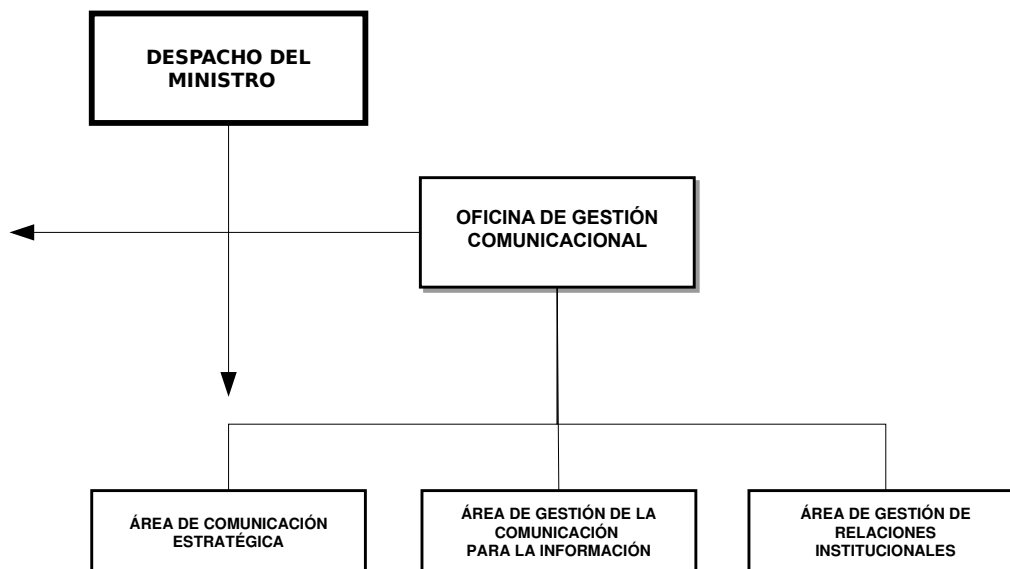 DESPACHO DEL
MINISTRO
OFICINA DE GESTIÓN
COMUNICACIONAL
ÁREA DE COMUNICACIÓN
ESTRATÉGICA
ÁREA DE GESTIÓN DE LA
COMUNICACIÓN
PARA LA INFORMACIÓN
ÁREA DE GESTIÓN DE
RELACIONES
INSTITUCIONALES